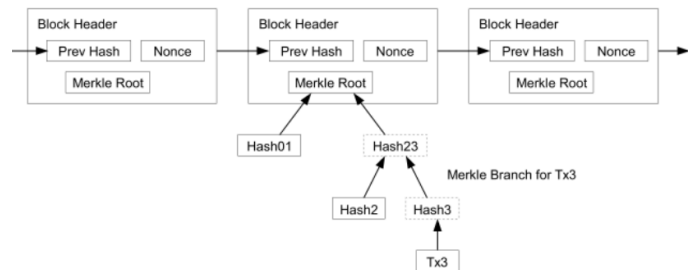 Block Header
Block Header
Block Header
Prev Hash
Nonce
Prev Hash
Nonce
Prev Hash
Nonce
Merkle Root
Merkle Root
Merkle Root
Hash01
Hash23
Merkle Branch for Tx3
Hash2
Hash3
Tx3